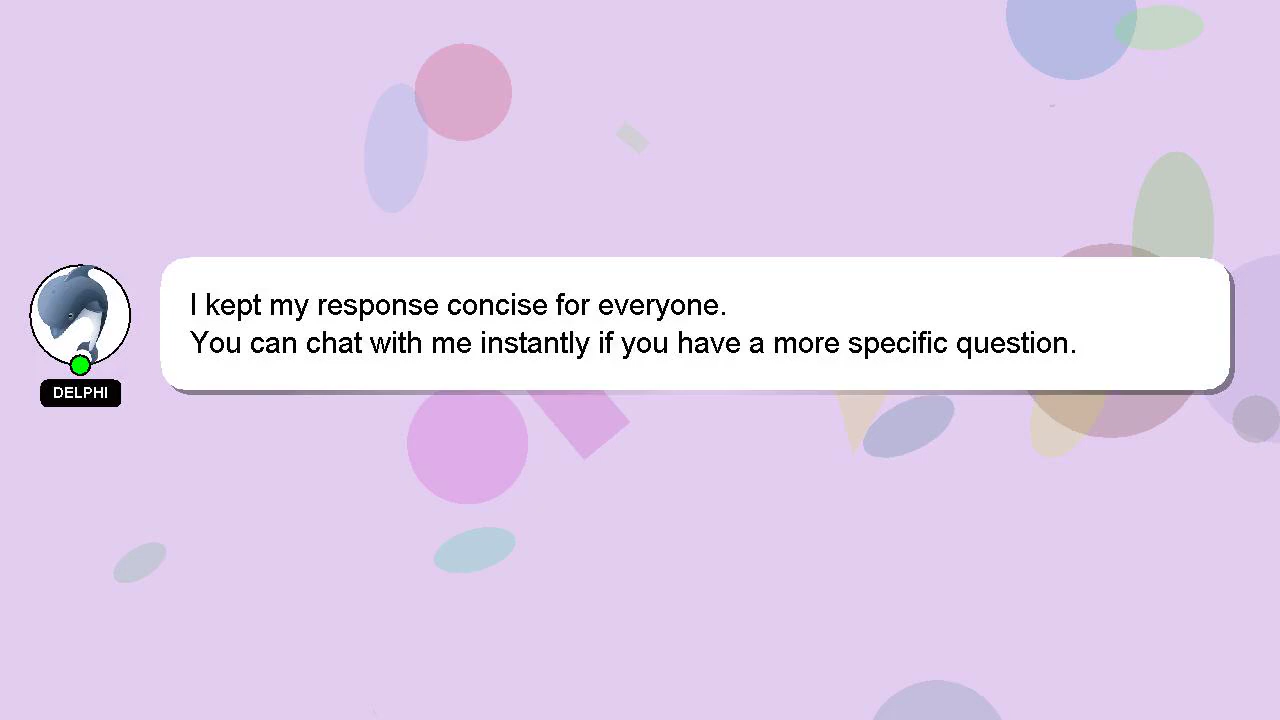 I kept my response concise for everyone.
You can chat with me instantly if you have a more specific question.
DELPHI